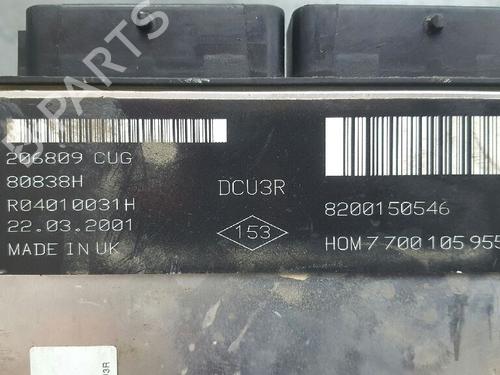 206809 CUG
80838H
R04010031H
22.03.2001
MADE IN UK
DCU3R
153
8200150546
HOM 7 700 105 955